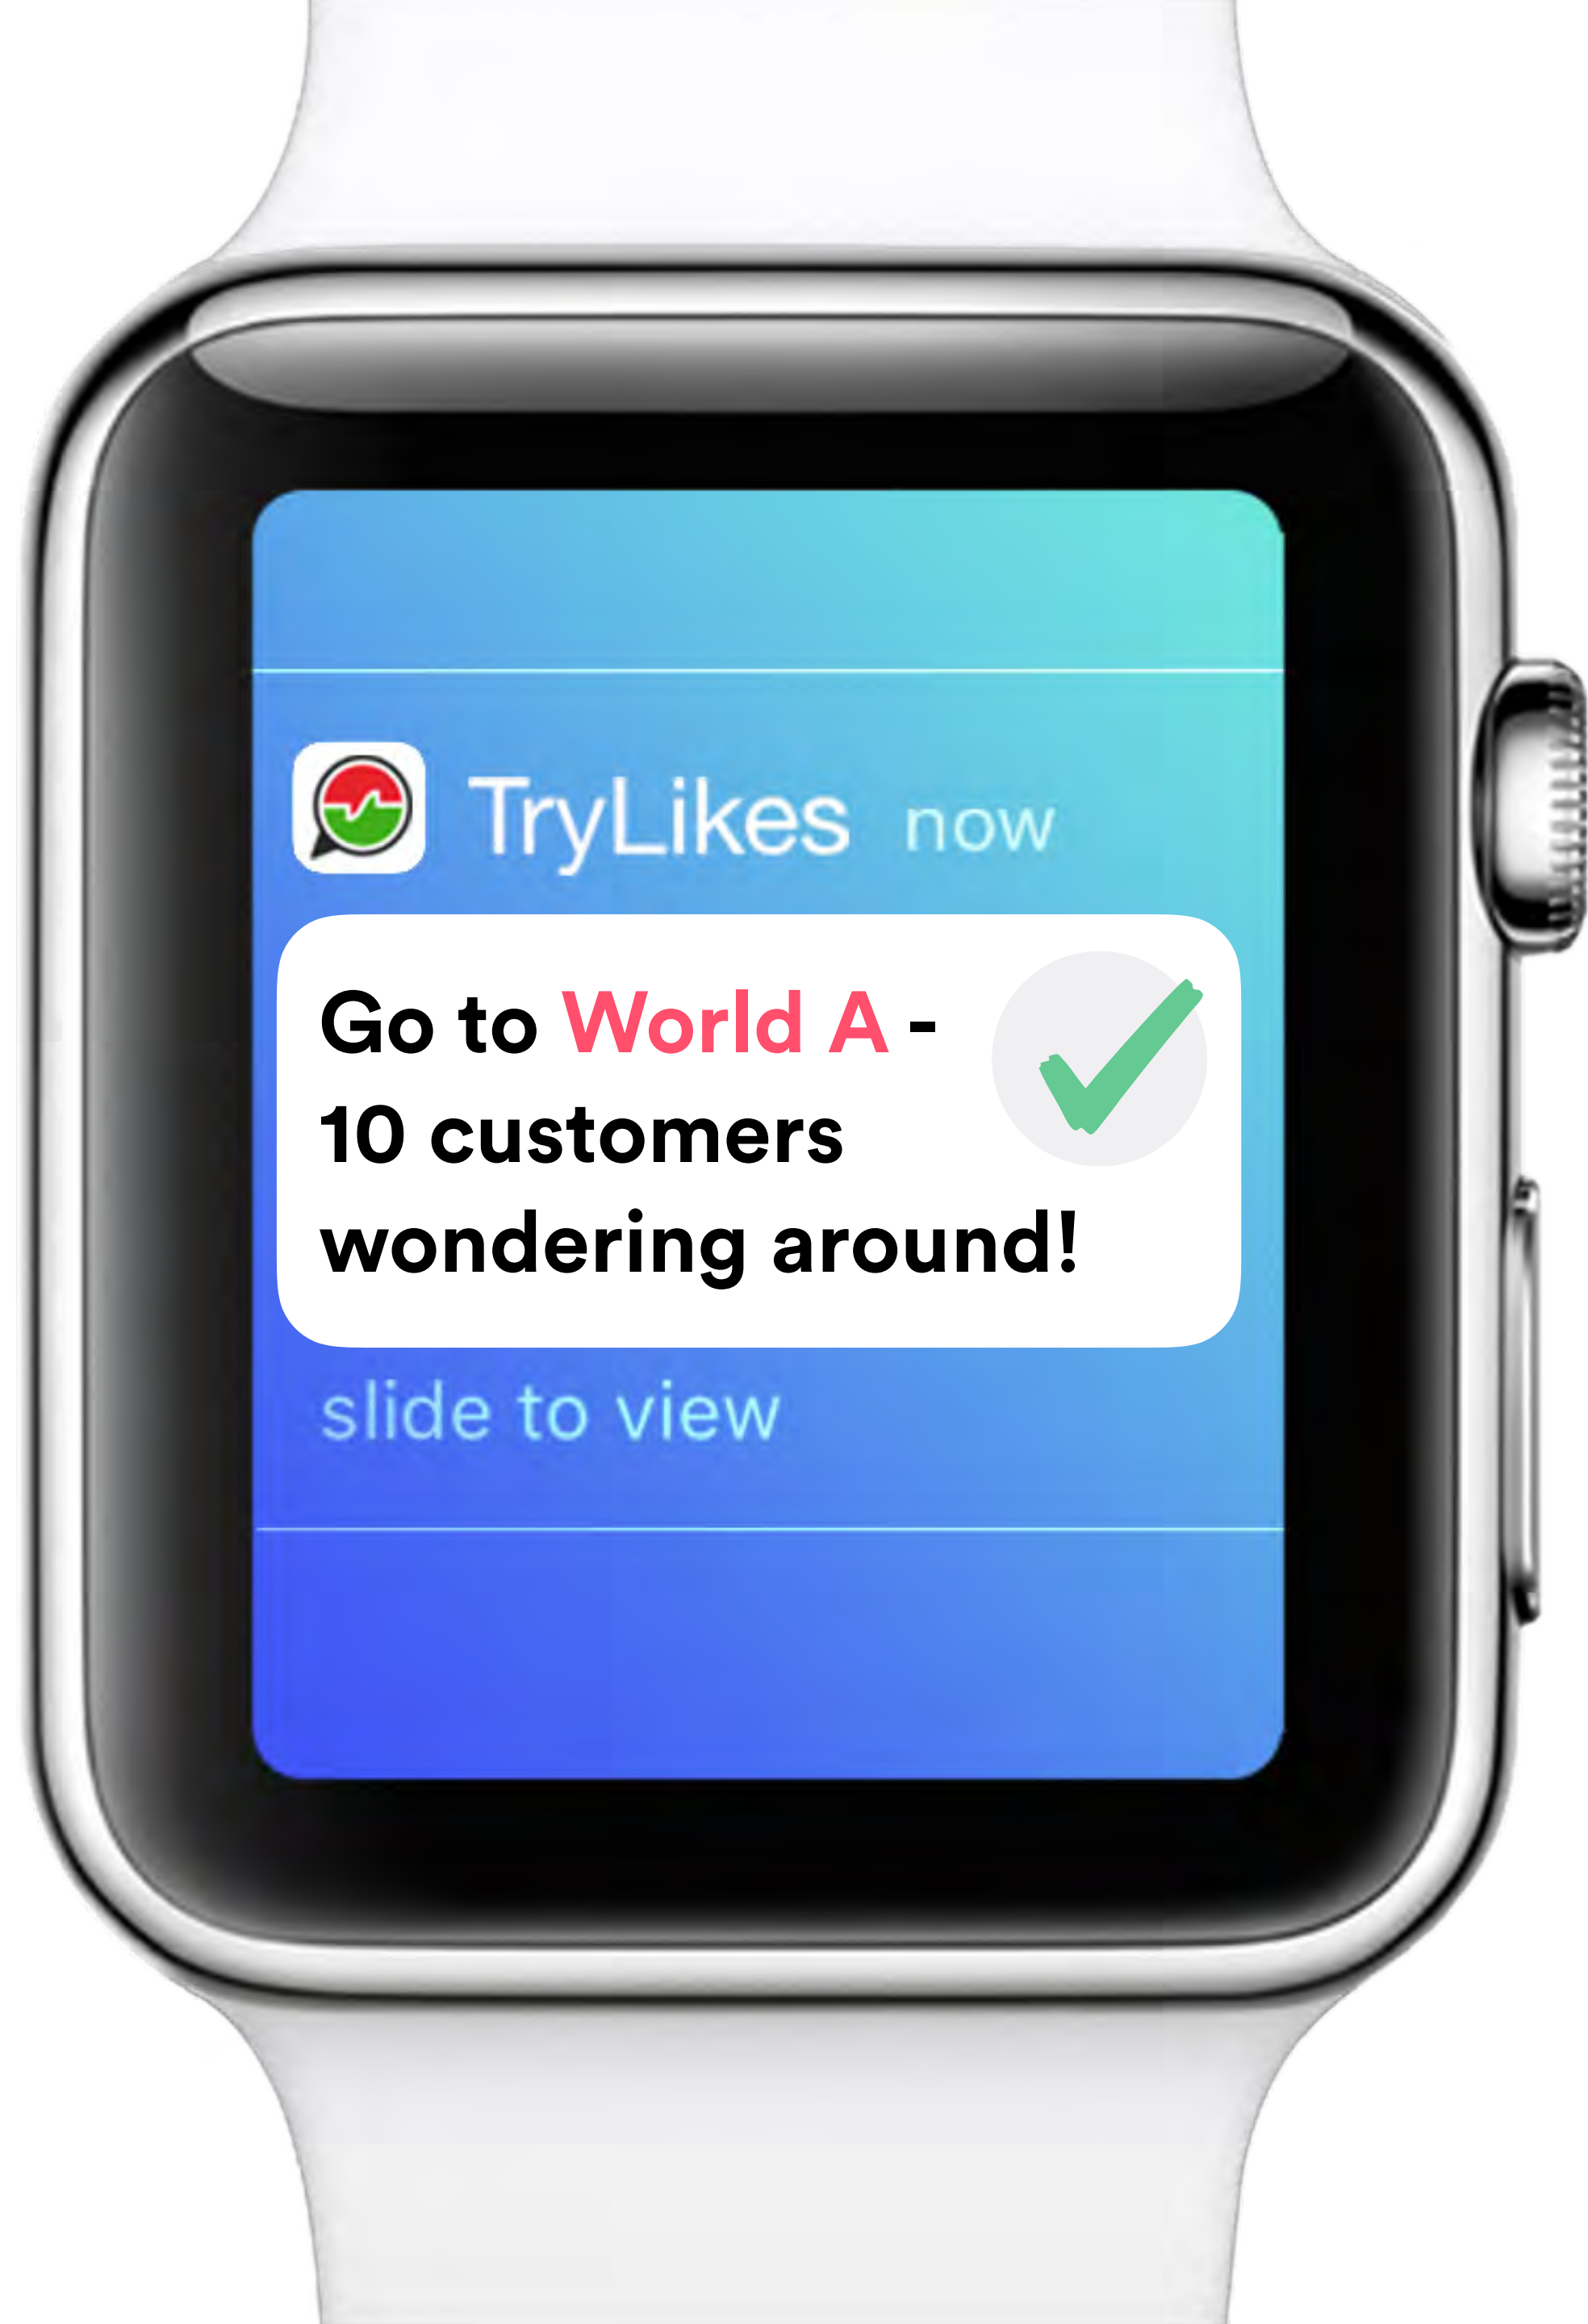 TryLikes now
Go to World A -
10 customers
wondering around!
slide to view